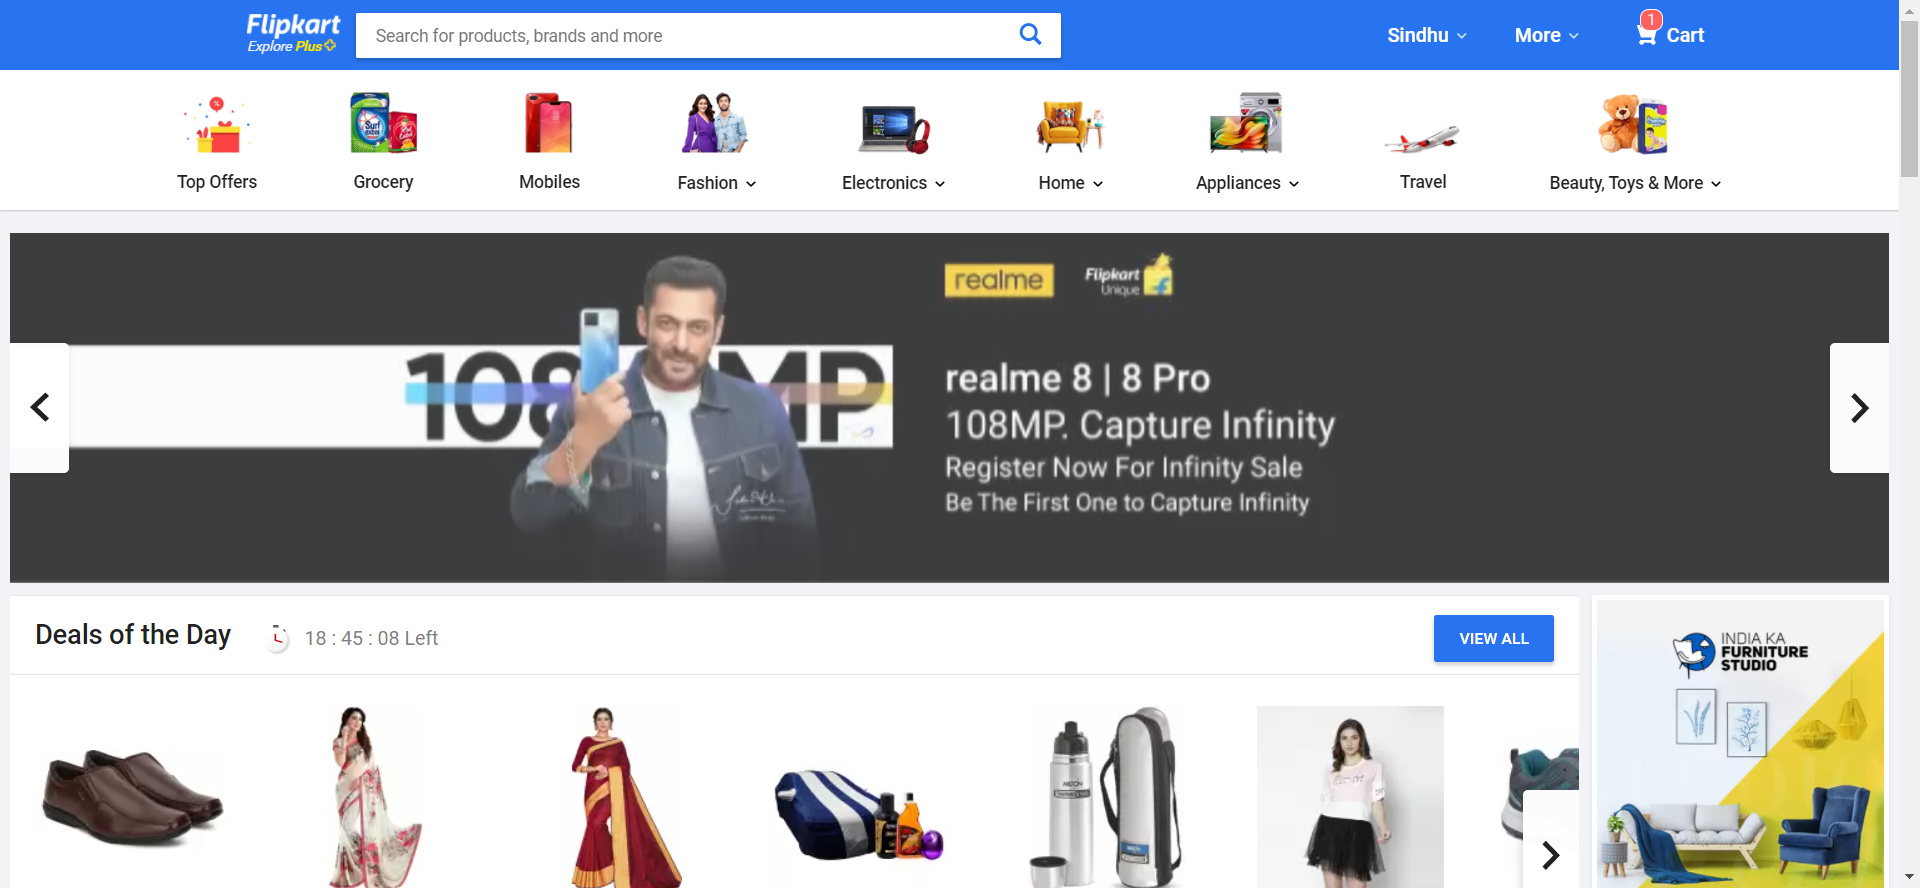 Flipkart
Explore Plus
Search for products, brands and more
Sindhu
More
1
Cart
Top Offers
Grocery
Mobiles
Fashion
Electronics
Home
Appliances
Travel
Beauty, Toys & More
realme
Flipkart
Unique
108MP
realme 8 | 8 Pro
108MP. Capture Infinity
Register Now For Infinity Sale
Be The First One to Capture Infinity
Deals of the Day
18 : 45 : 08 Left
VIEW ALL
INDIA KA
FURNITURE
STUDIO
MILTON
Surf
excel